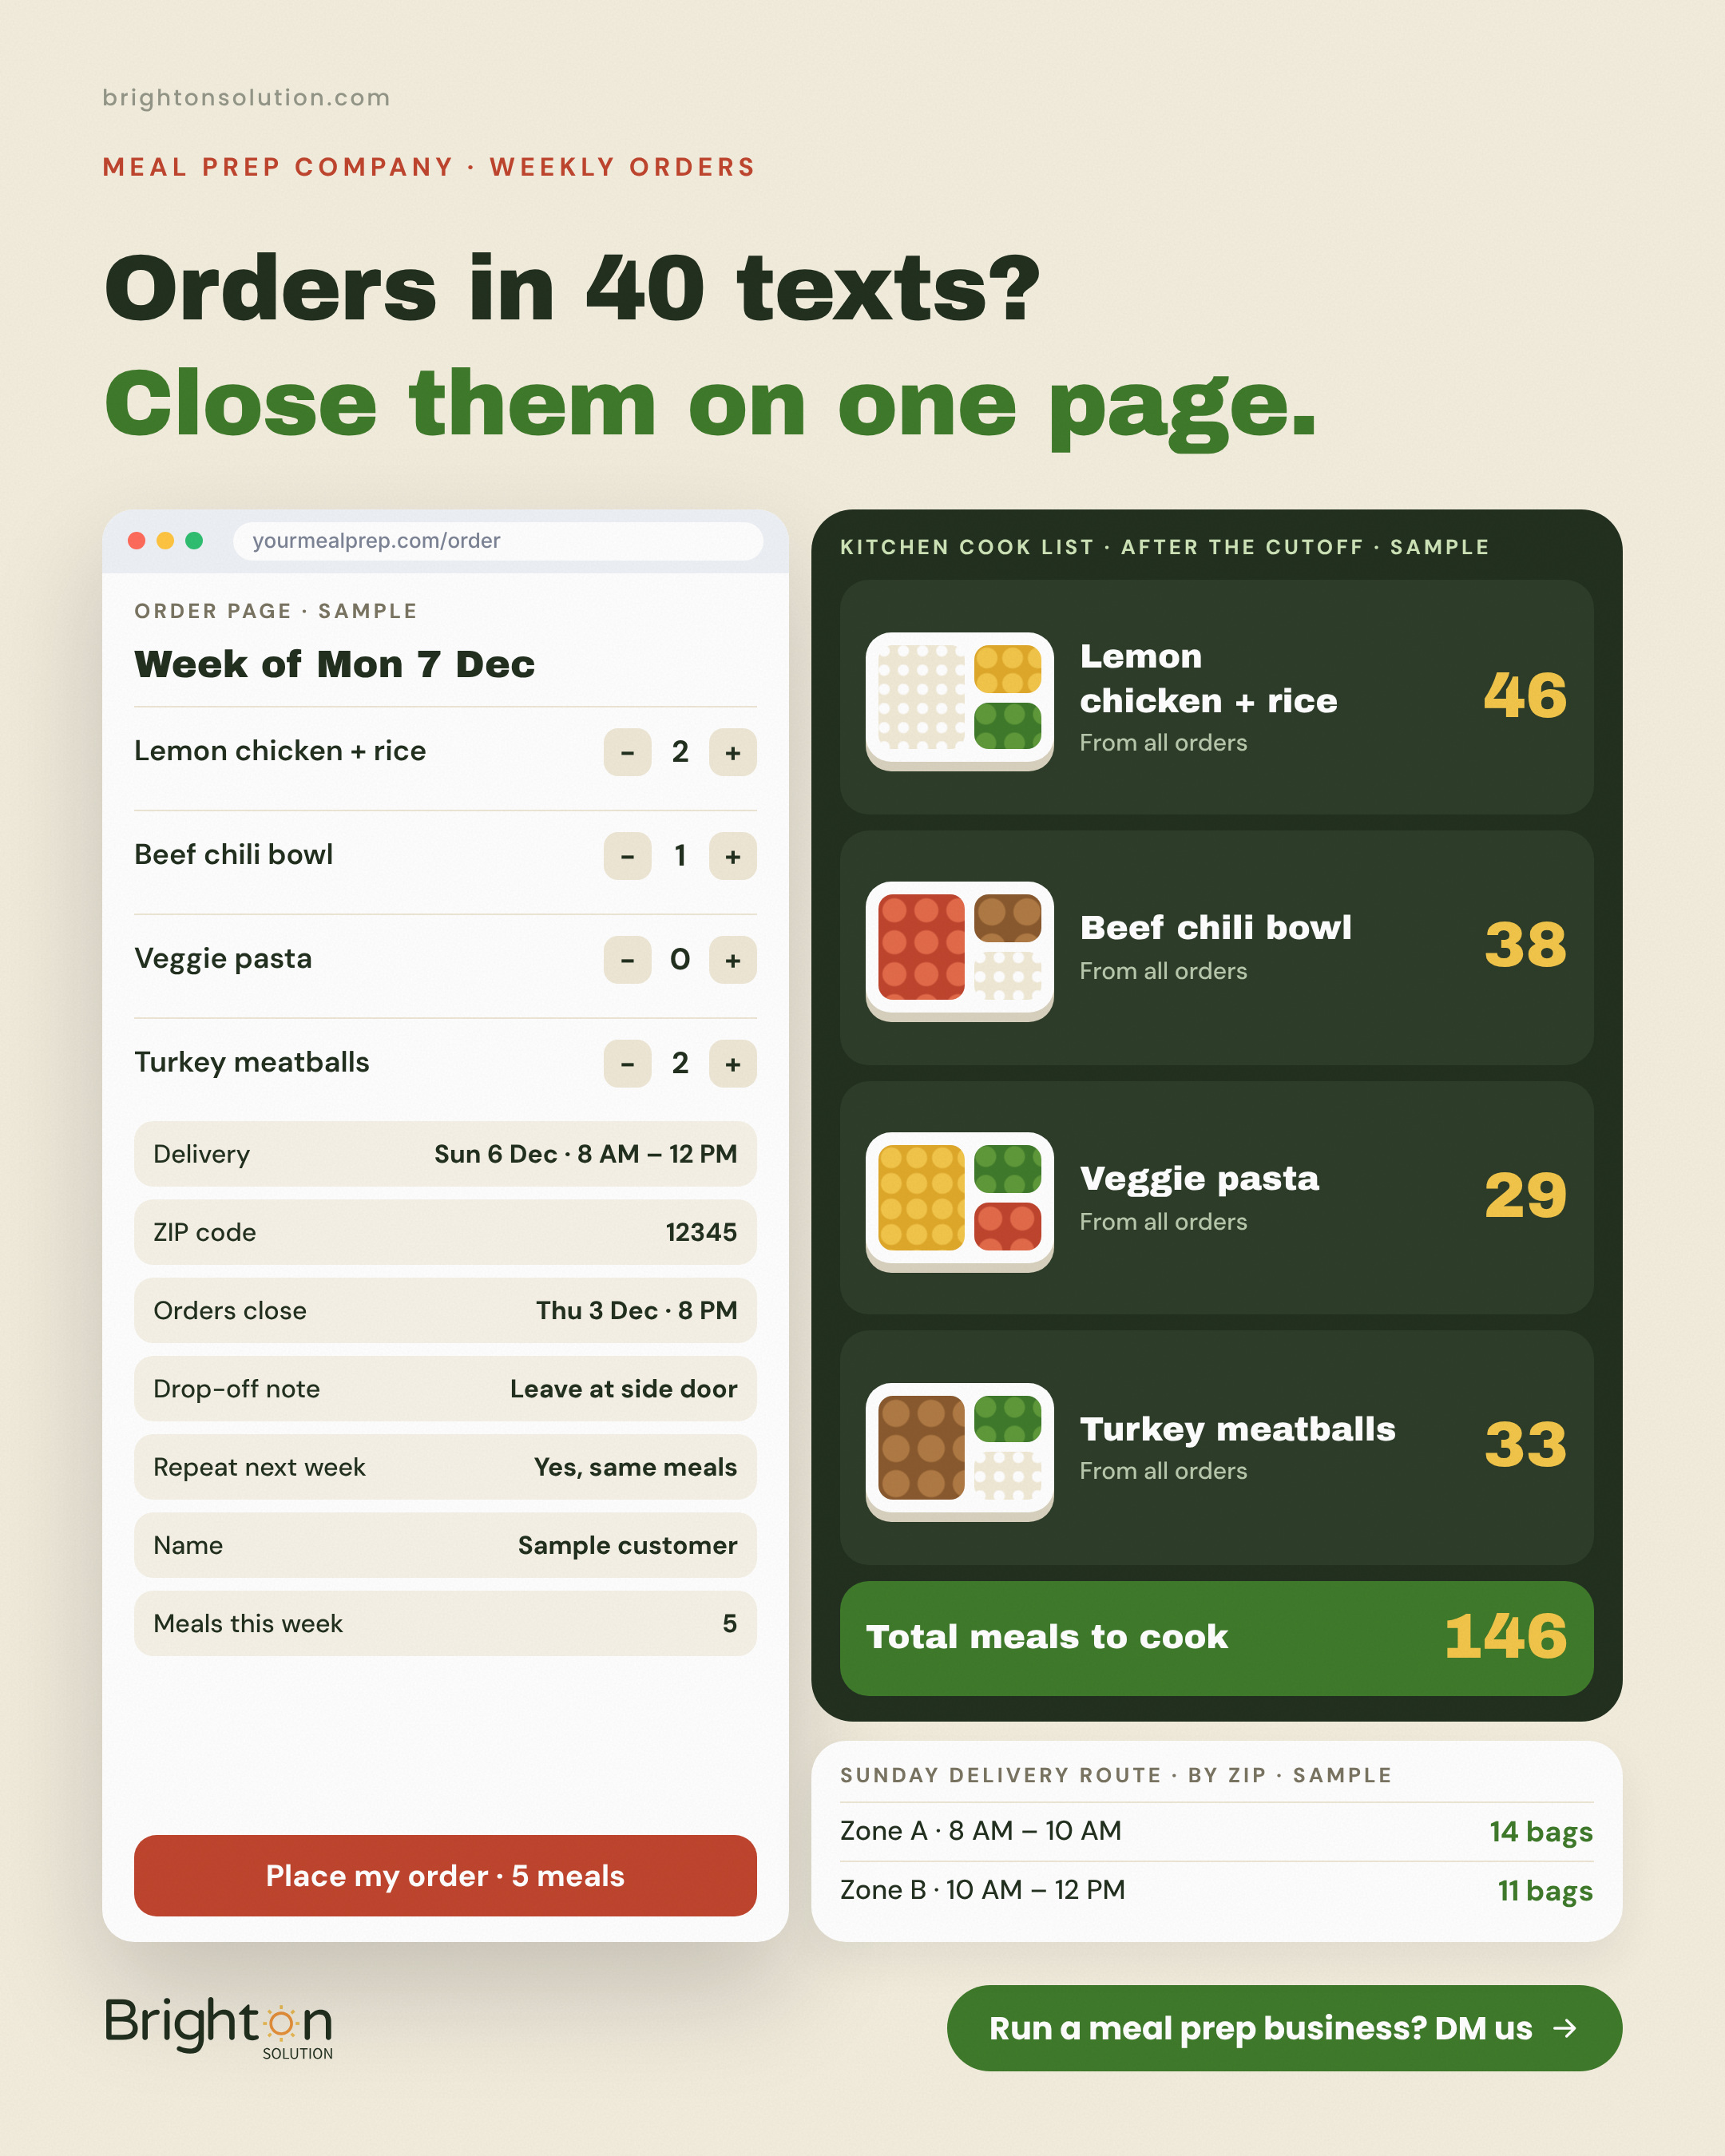 brightonsolution.com
MEAL PREP COMPANY · WEEKLY ORDERS
Orders in 40 texts?
Close them on one page.
yourmealprep.com/order
ORDER PAGE · SAMPLE
Week of Mon 7 Dec
Lemon chicken + rice
− 2 +
Beef chili bowl
− 1 +
Veggie pasta
− 0 +
Turkey meatballs
− 2 +
Delivery
Sun 6 Dec · 8 AM – 12 PM
ZIP code
12345
Orders close
Thu 3 Dec · 8 PM
Drop-off note
Leave at side door
Repeat next week
Yes, same meals
Name
Sample customer
Meals this week
5
Place my order · 5 meals
KITCHEN COOK LIST · AFTER THE CUTOFF · SAMPLE
Lemon
chicken + rice
From all orders
46
Beef chili bowl
From all orders
38
Veggie pasta
From all orders
29
Turkey meatballs
From all orders
33
Total meals to cook
146
SUNDAY DELIVERY ROUTE · BY ZIP · SAMPLE
Zone A · 8 AM – 10 AM
14 bags
Zone B · 10 AM – 12 PM
11 bags
Brighton
SOLUTION
Run a meal prep business? DM us →